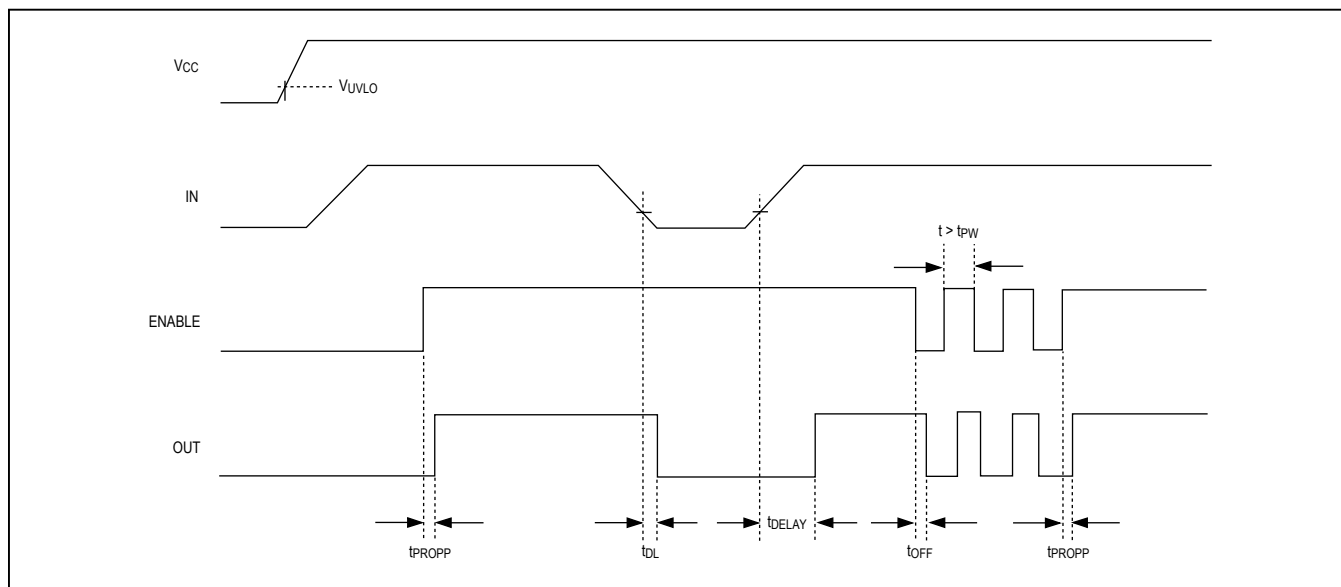 VCC
VUVLO
IN
t > tPW
ENABLE
OUT
tPROPP
tDL
tDELAY
tOFF
tPROPP